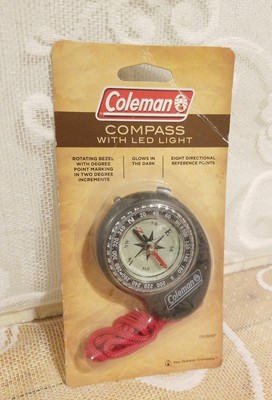 Coleman
COMPASS
WITH LED LIGHT
ROTATING BEZEL
WITH DEGREE
POINT MARKING
IN TWO DEGREE
INCREMENTS
GLOWS IN
THE DARK
EIGHT DIRECTIONAL
REFERENCE POINTS
Coleman